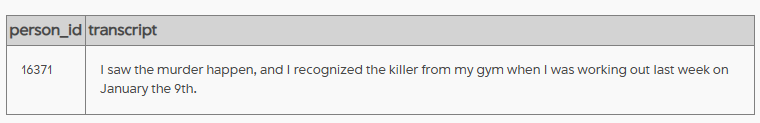 person_id transcript
16371 I saw the murder happen, and I recognized the killer from my gym when I was working out last week on
January the 9th.